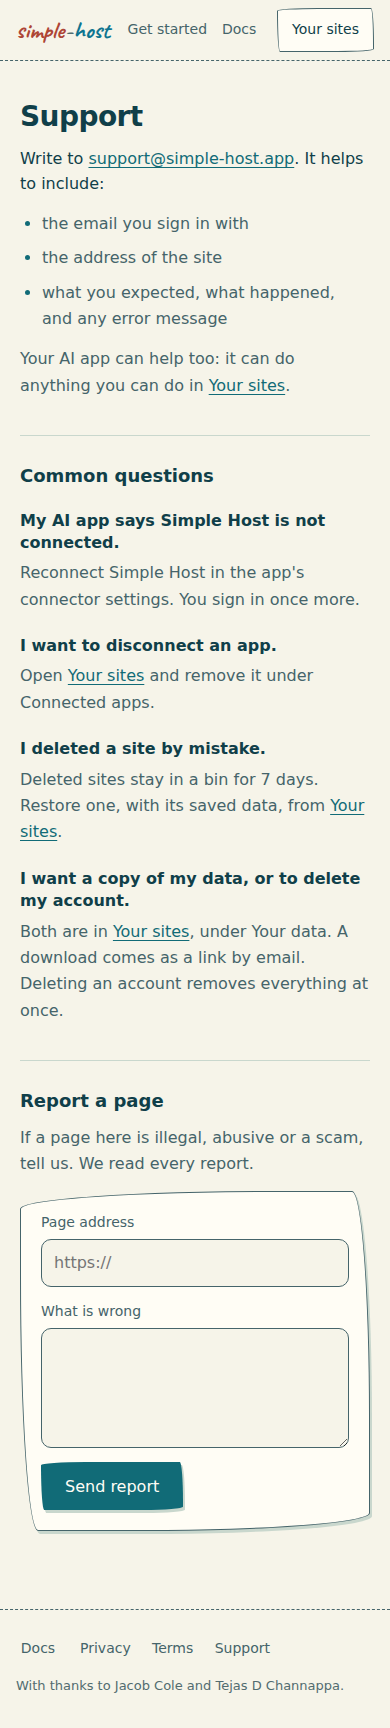 simple-host Get started Docs Your sites
Support
Write to support@simple-host.app. It helps
to include:
• the email you sign in with
• the address of the site
• what you expected, what happened,
and any error message
Your AI app can help too: it can do
anything you can do in Your sites.
Common questions
My AI app says Simple Host is not
connected.
Reconnect Simple Host in the app's
connector settings. You sign in once more.
I want to disconnect an app.
Open Your sites and remove it under
Connected apps.
I deleted a site by mistake.
Deleted sites stay in a bin for 7 days.
Restore one, with its saved data, from Your
sites.
I want a copy of my data, or to delete
my account.
Both are in Your sites, under Your data. A
download comes as a link by email.
Deleting an account removes everything at
once.
Report a page
If a page here is illegal, abusive or a scam,
tell us. We read every report.
Page address
https://
What is wrong
Send report
Docs Privacy Terms Support
With thanks to Jacob Cole and Tejas D Channappa.